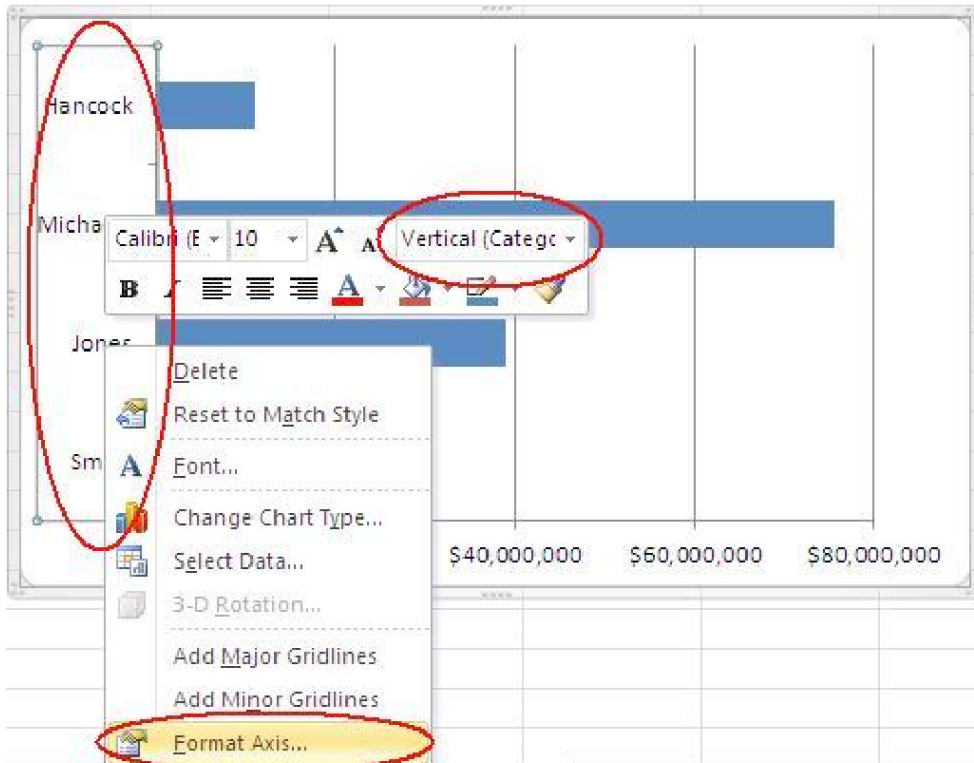 Hancock
Micha
Calibri (E 10 A A Vertical (Catego
B I A
Jones
Delete
Reset to Match Style
Sm A Font...
Change Chart Type...
Select Data...
$40,000,000 $60,000,000 $80,000,000
3-D Rotation...
Add Major Gridlines
Add Minor Gridlines
Format Axis...